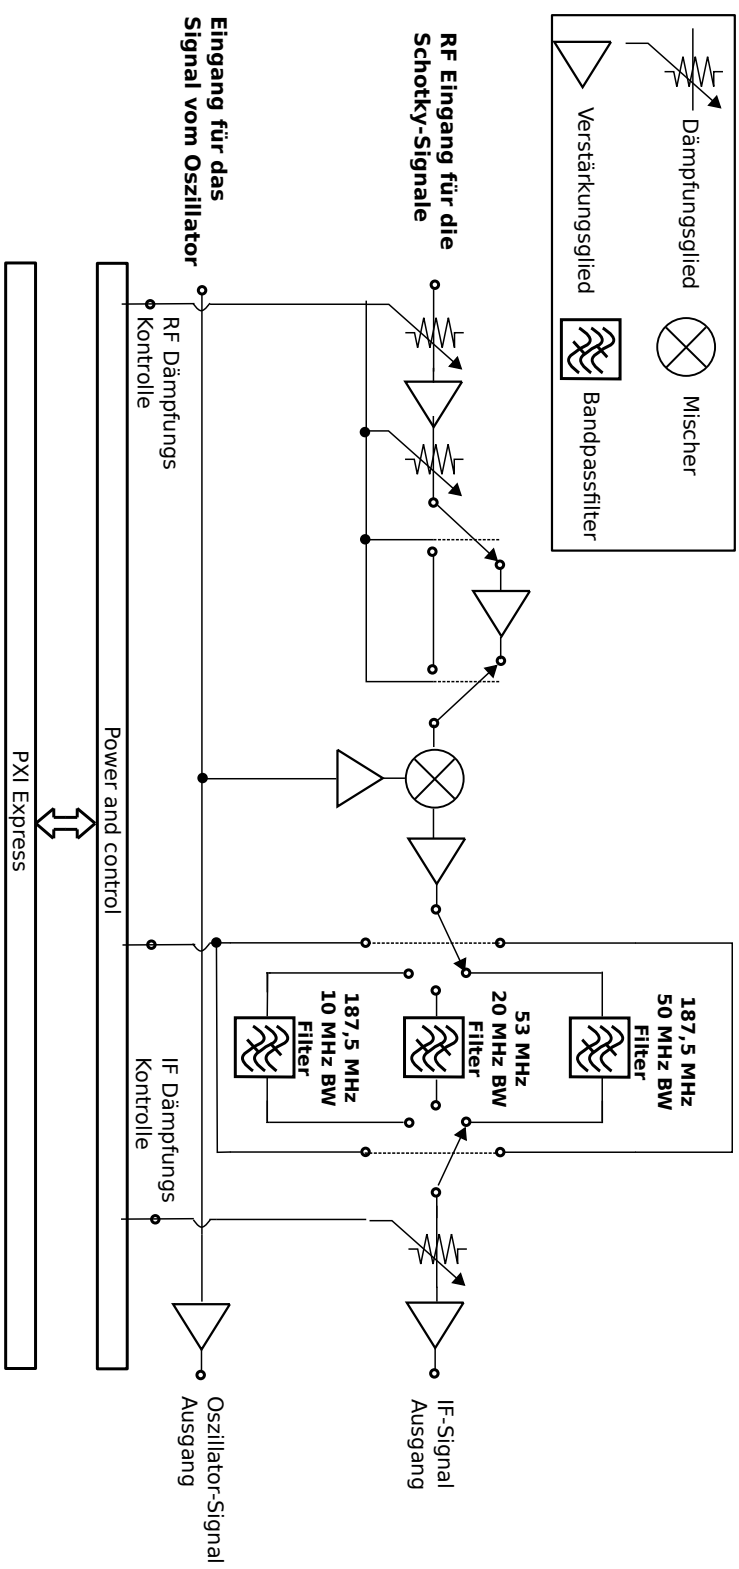 Dämpfungsglied
Mischer
Verstärkungsglied
Bandpassfilter
RF Eingang für die
Schotky-Signale
187,5 MHz
50 MHz BW
Filter
53 MHz
20 MHz BW
Filter
187,5 MHz
10 MHz BW
Filter
IF-Signal
Ausgang
Eingang für das
Signal vom Oszillator
Oszillator-Signal
Ausgang
RF Dämpfungs
Kontrolle
IF Dämpfungs
Kontrolle
Power and control
PXI Express